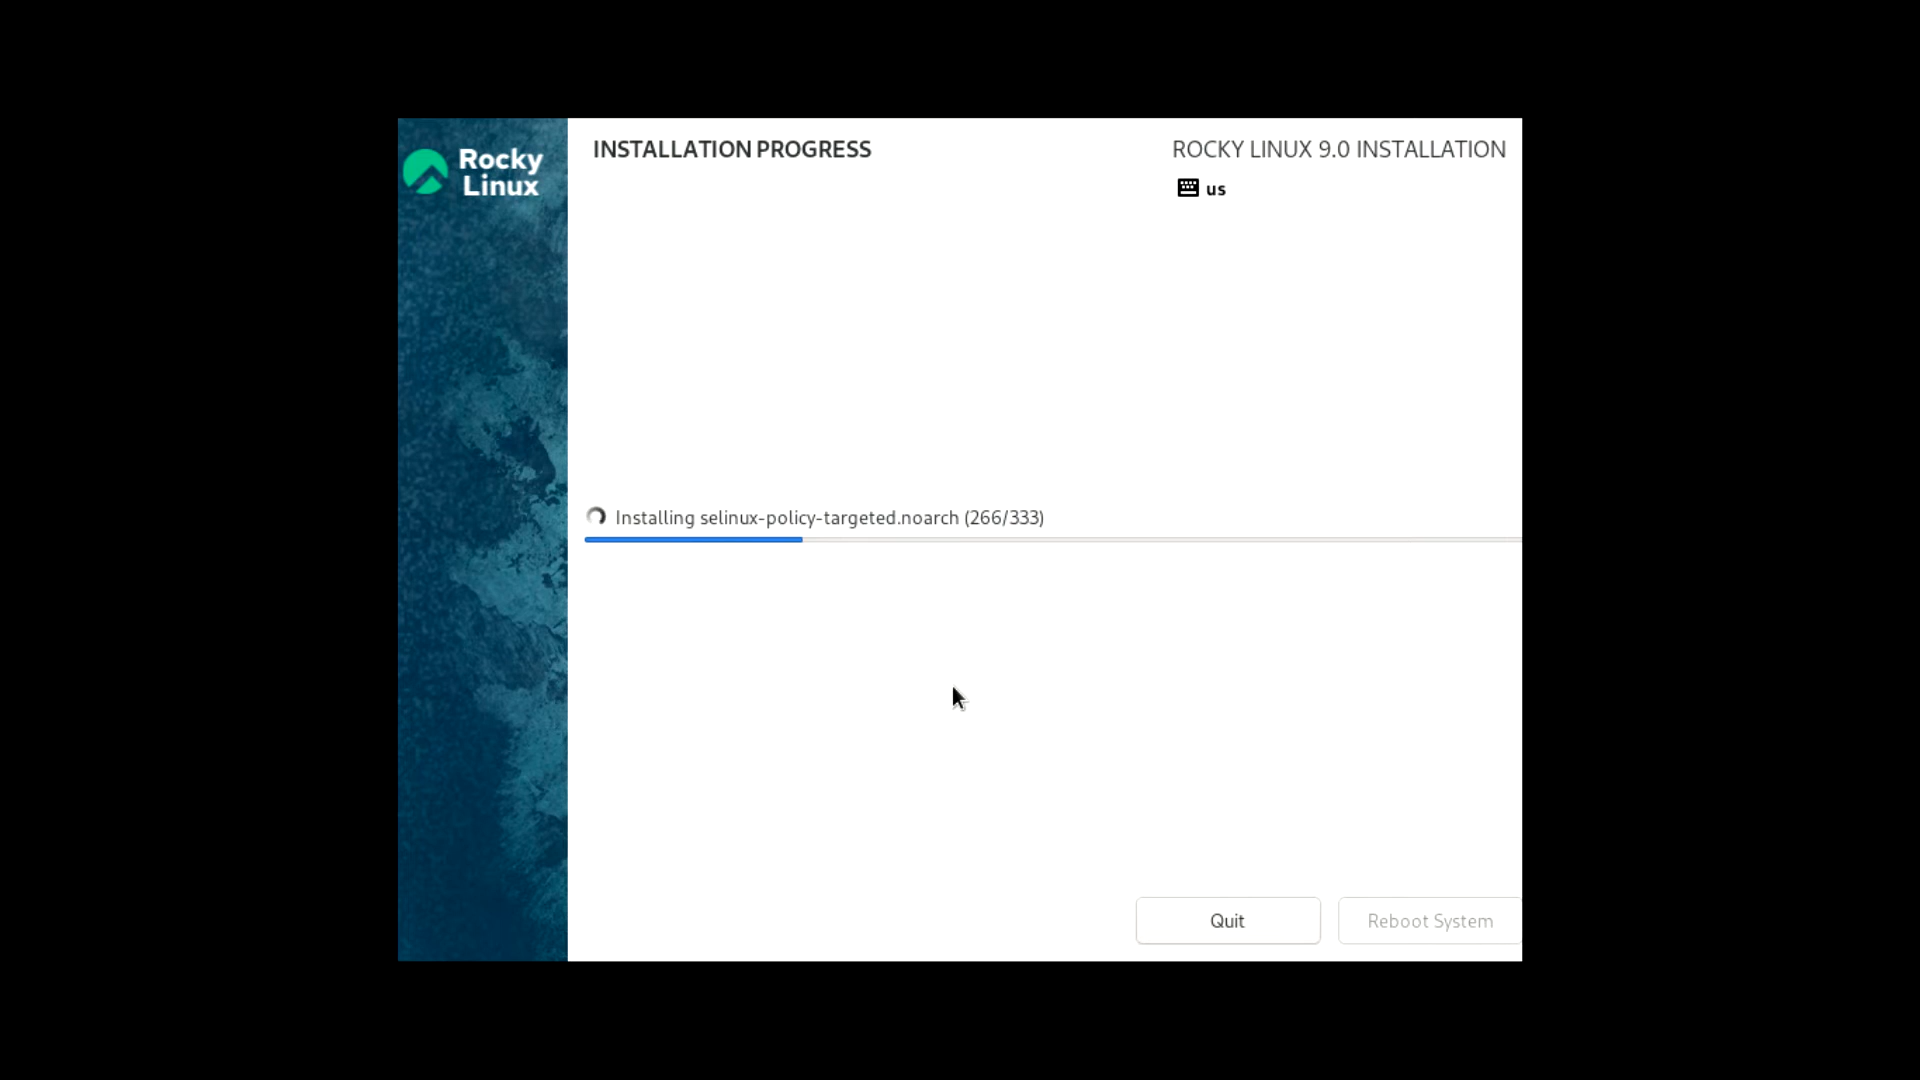 Rocky
Linux
INSTALLATION PROGRESS
ROCKY LINUX 9.0 INSTALLATION
us
Installing selinux-policy-targeted.noarch (266/333)
Quit
Reboot System